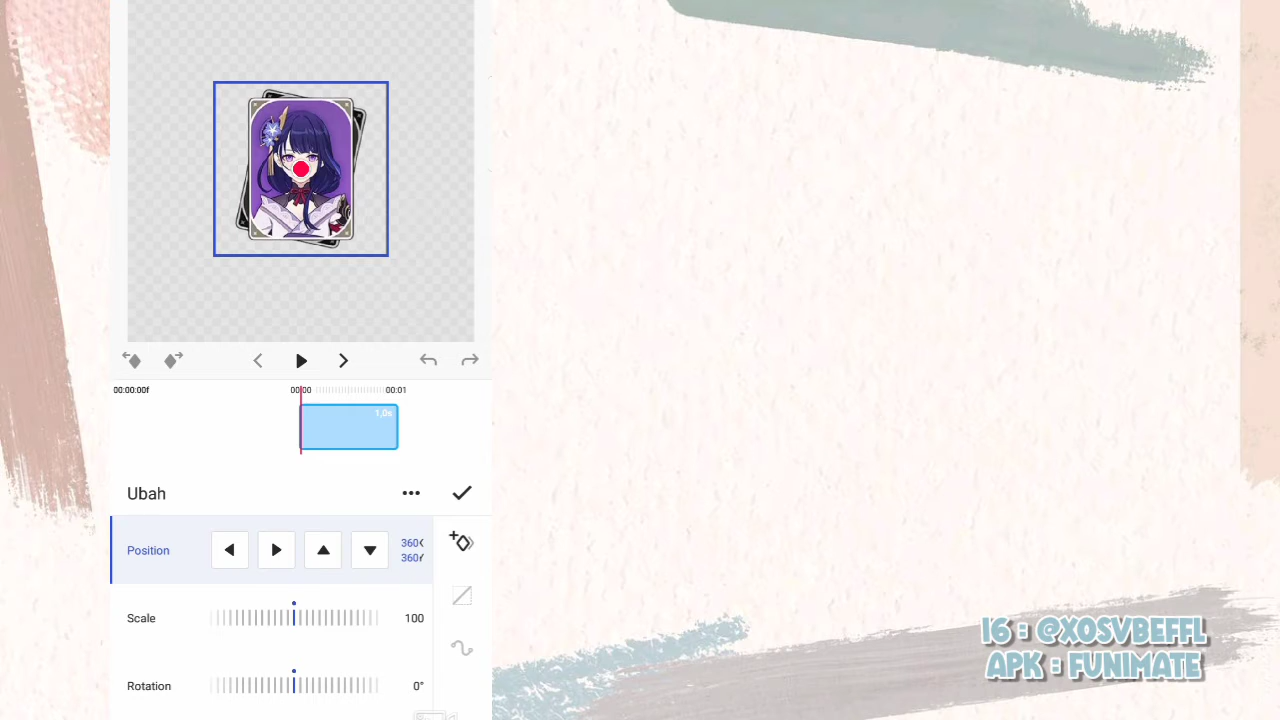 00:00:00f
00:00
00:01
1,0s
Ubah
Position
360
360
Scale
100
Rotation
0°
IG : @XOSVBEFFL
APK : FUNIMATE